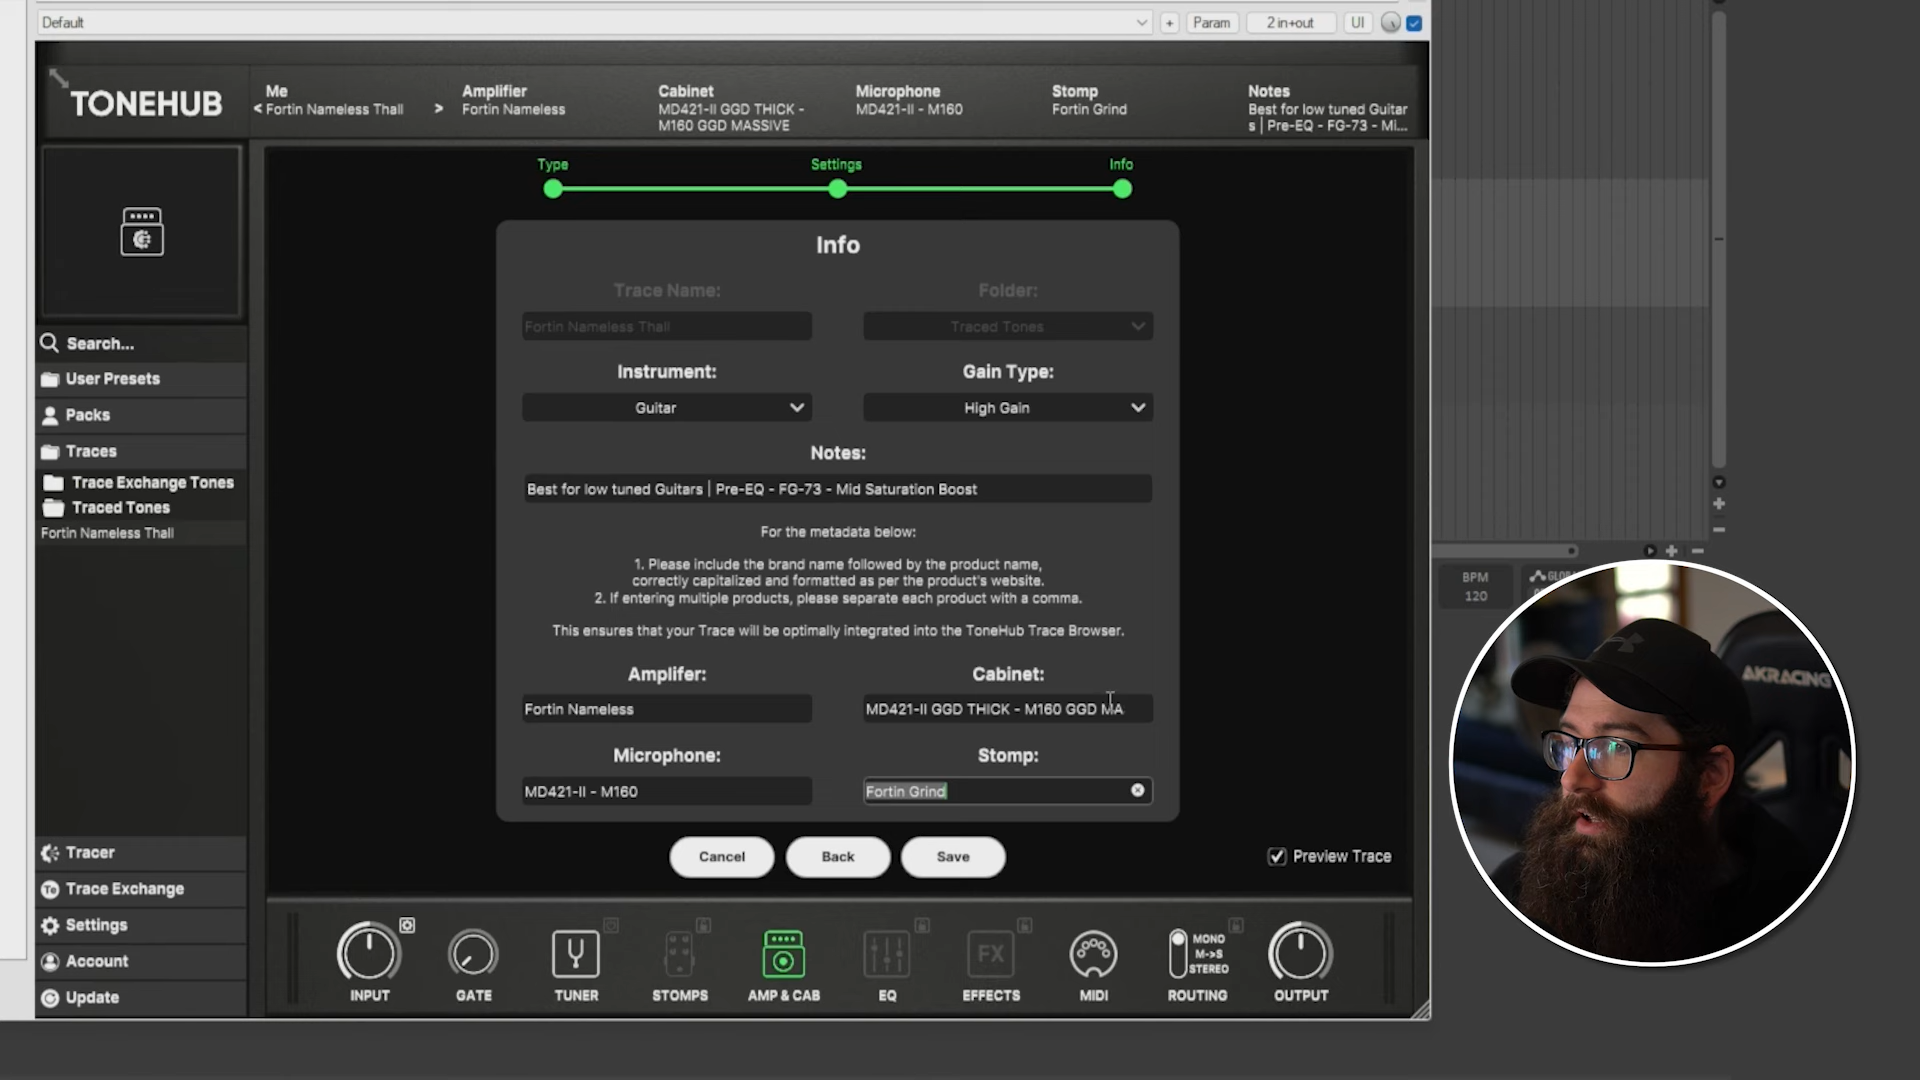 Default
+
Param
2 in+out
UI
TONEHUB
Me
< Fortin Nameless Thall >
Amplifier
Fortin Nameless
Cabinet
MD421-II GGD THICK -
M160 GGD MASSIVE
Microphone
MD421-II - M160
Stomp
Fortin Grind
Notes
Best for low tuned Guitar
s | Pre-EQ - FG-73 - Mi...
Type
Settings
Info
Info
Trace Name:
Folder:
Fortin Nameless Thall
Traced Tones
Instrument:
Gain Type:
Guitar
High Gain
Notes:
Best for low tuned Guitars | Pre-EQ - FG-73 - Mid Saturation Boost
For the metadata below:
1. Please include the brand name followed by the product name,
correctly capitalized and formatted as per the product's website.
2. If entering multiple products, please separate each product with a comma.
This ensures that your Trace will be optimally integrated into the ToneHub Trace Browser.
Amplifer:
Cabinet:
Fortin Nameless
MD421-II GGD THICK - M160 GGD MA
Microphone:
Stomp:
MD421-II - M160
Fortin Grind
Cancel
Back
Save
Preview Trace
Search...
User Presets
Packs
Traces
Trace Exchange Tones
Traced Tones
Fortin Nameless Thall
Tracer
Te Trace Exchange
Settings
Account
Update
INPUT
GATE
TUNER
STOMPS
AMP & CAB
EQ
FX
EFFECTS
MIDI
MONO
M->S
STEREO
ROUTING
OUTPUT
BPM
120
AKRACING